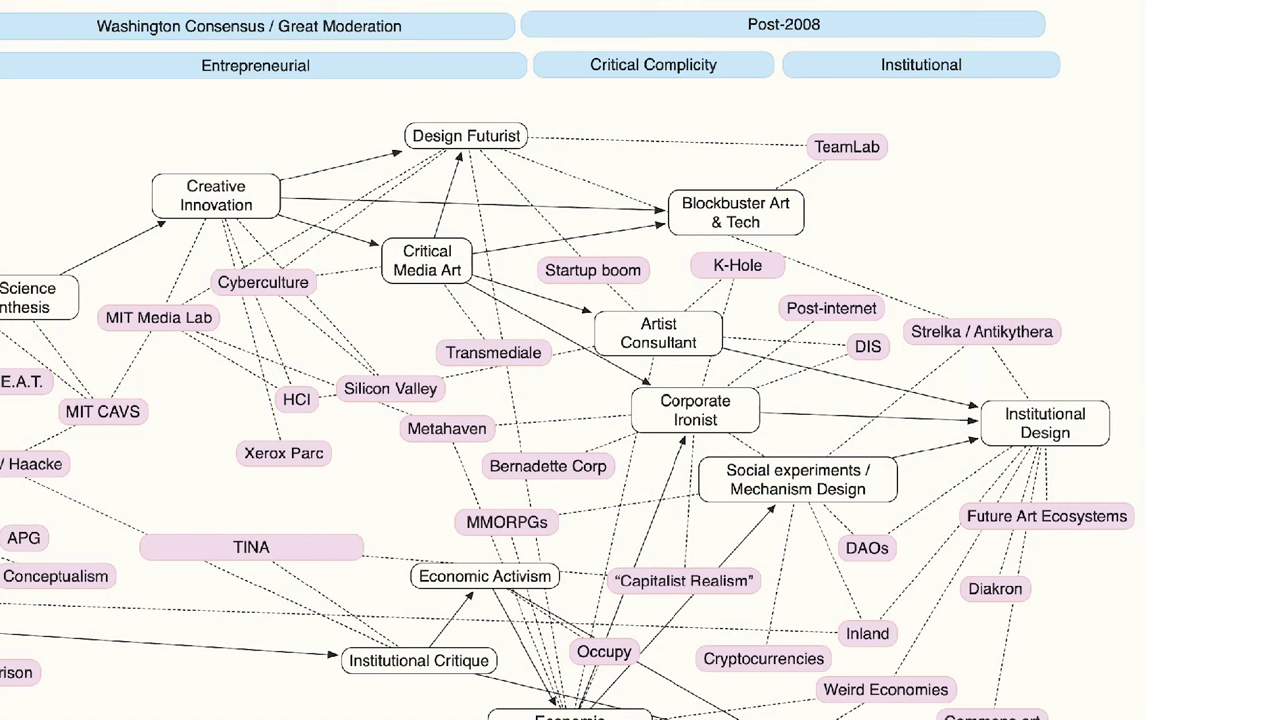 Washington Consensus / Great Moderation
Post-2008
Entrepreneurial
Critical Complicity
Institutional
Design Futurist
TeamLab
Creative
Innovation
Blockbuster Art
& Tech
Critical
Media Art
K-Hole
Startup boom
Cyberculture
Science
MIT Media Lab
Post-internet
Artist
Consultant
Strelka / Antikythera
DIS
Transmediale
E.A.T.
Silicon Valley
HCI
MIT CAVS
Corporate
Ironist
Institutional
Design
Metahaven
Xerox Parc
/ Haacke
Bernadette Corp
Social experiments /
Mechanism Design
MMORPGs
Future Art Ecosystems
APG
TINA
DAOs
Conceptualism
Economic Activism
“Capitalist Realism”
Diakron
Inland
Occupy
Institutional Critique
Cryptocurrencies
rison
Weird Economies
Economic
Commons art